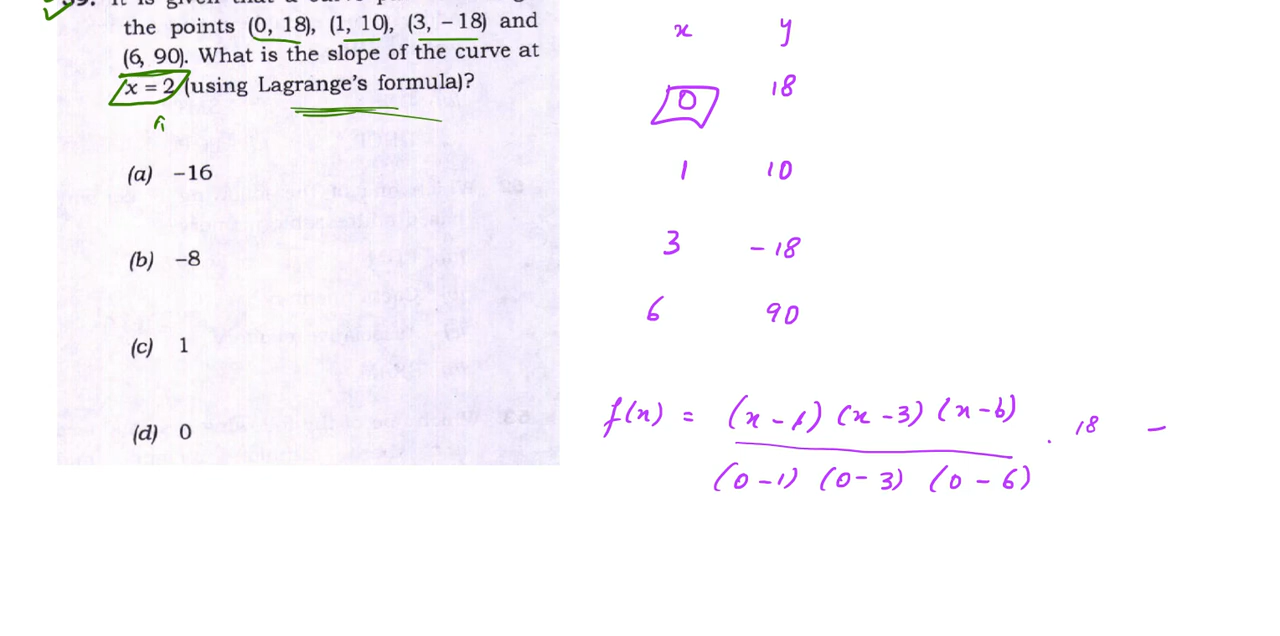 the points (0, 18), (1, 10), (3, – 18) and
(6, 90). What is the slope of the curve at
x = 2 (using Lagrange's formula)?
(a) –16
(b) –8
(c) 1
(d) 0
x y
0 18
1 10
3 - 18
6 90
f(x) = (x - 1) (x - 3) (x - 6) . 18 -
(0 - 1) (0 - 3) (0 - 6)